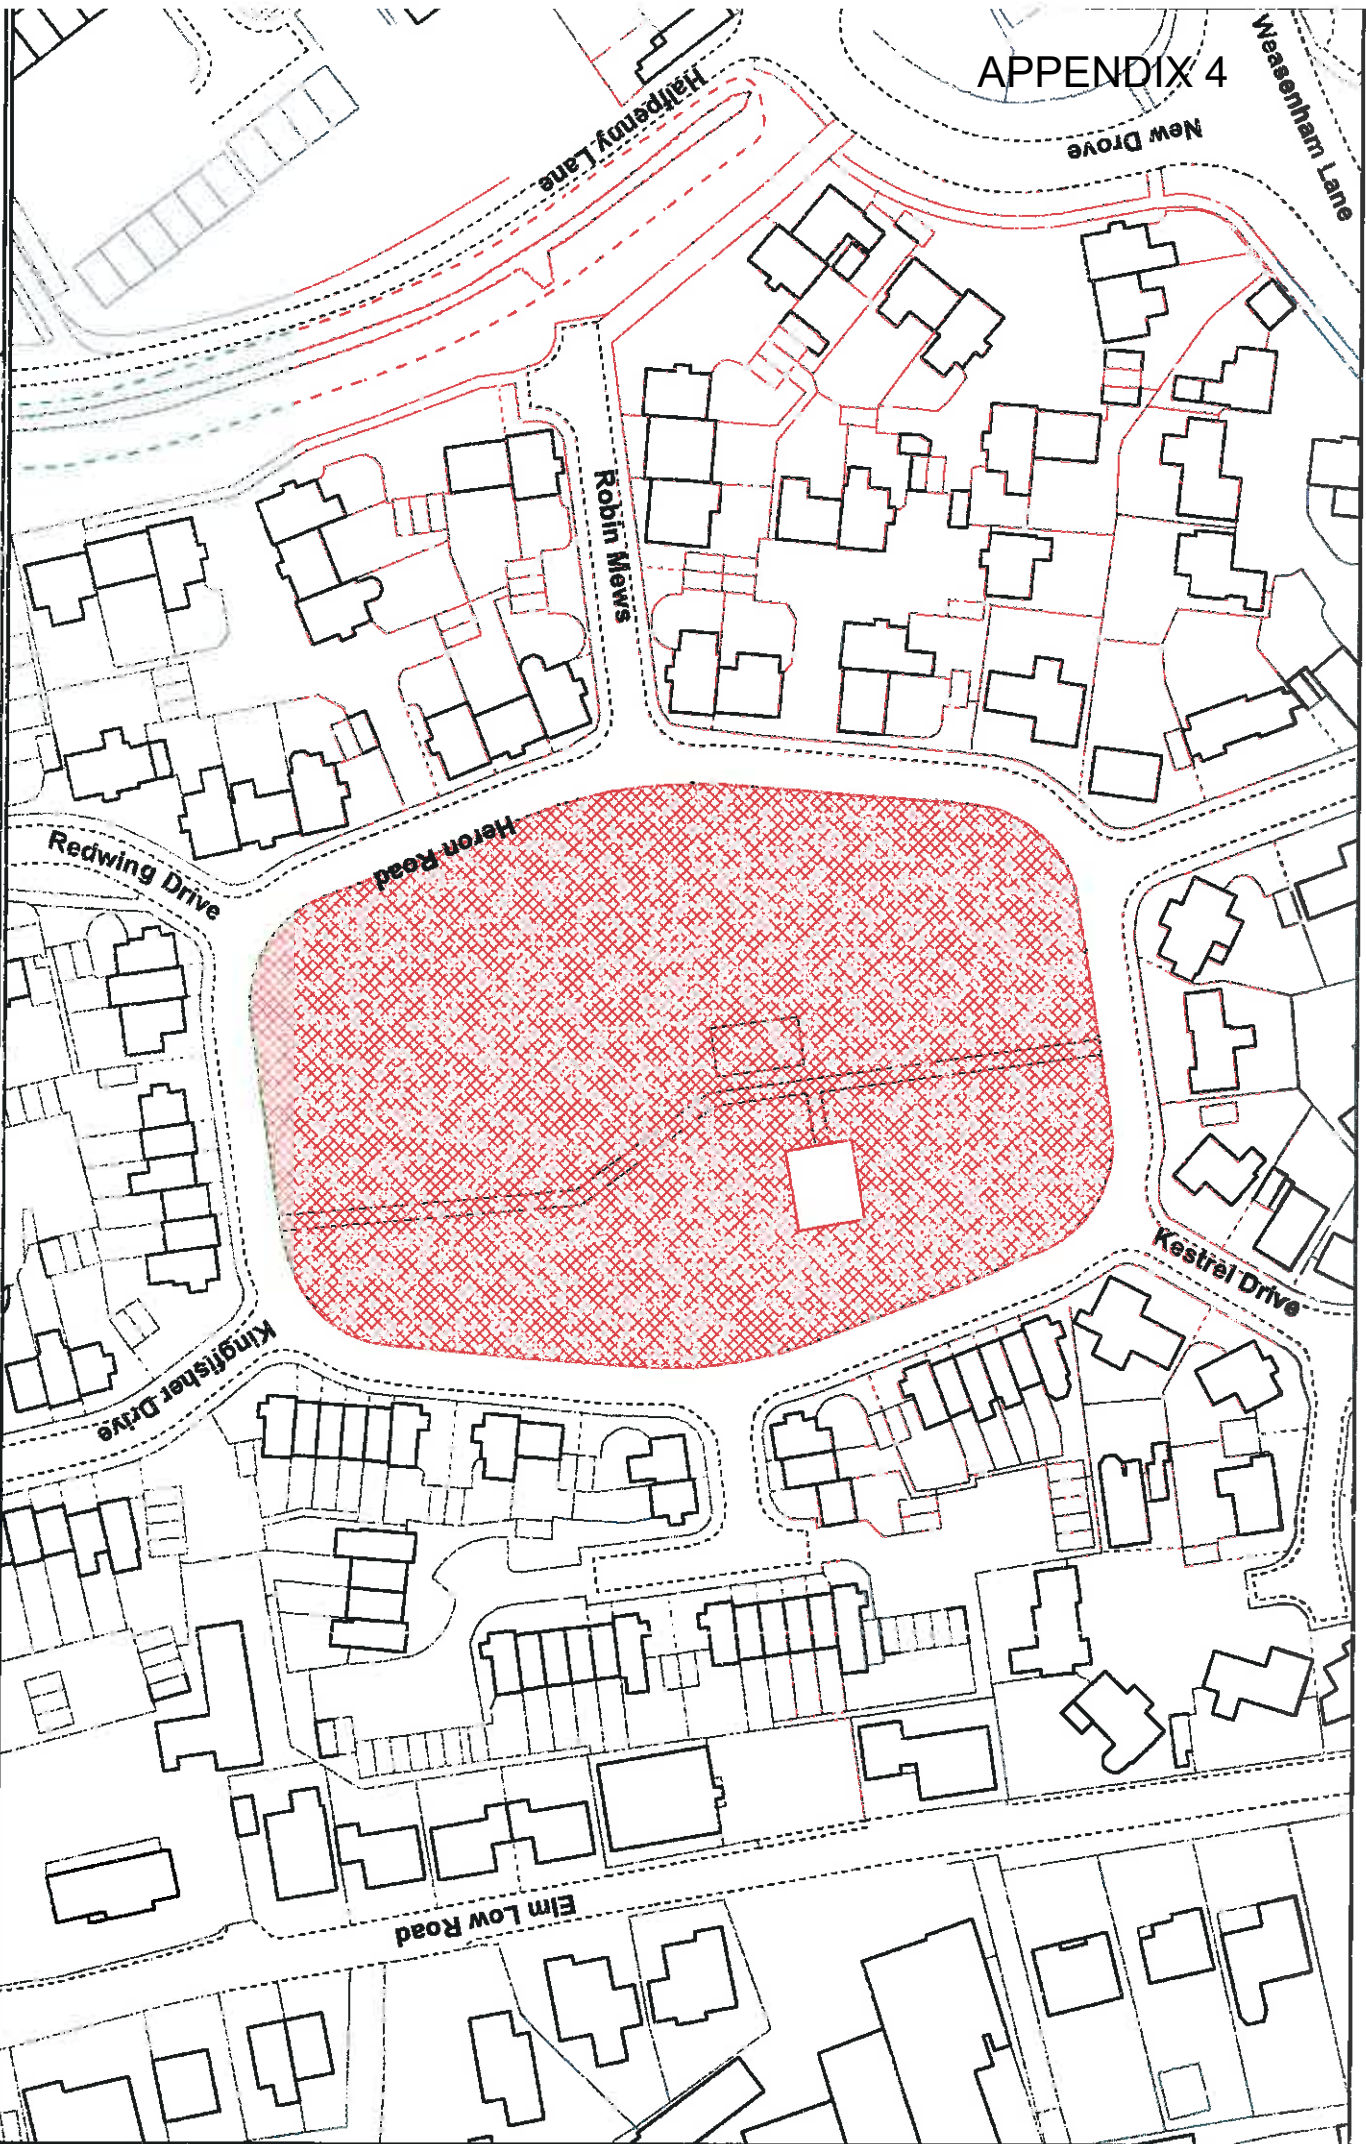 APPENDIX 4
Weasenham Lane
New Drove
Halfpenny Lane
Robin Mews
Heron Road
Redwing Drive
Kestrel Drive
Kingfisher Drive
Elm Low Road